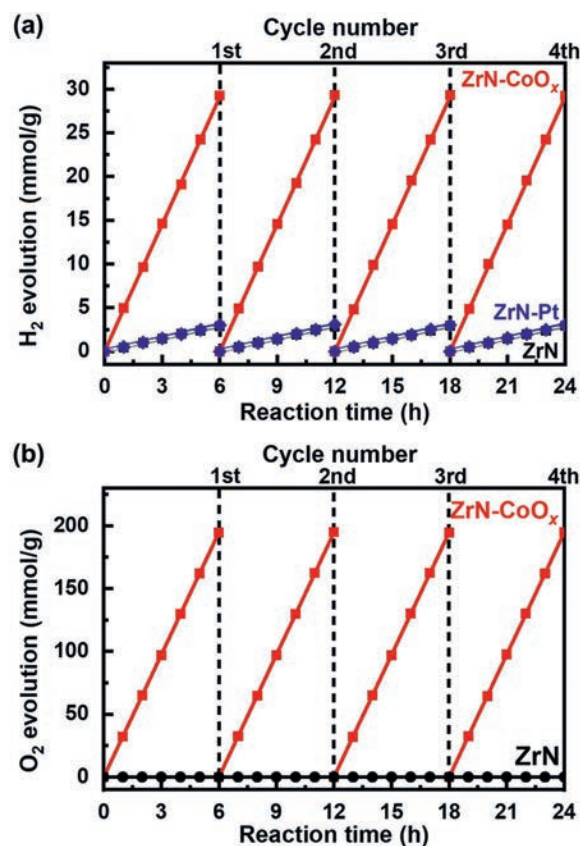 (a)
Cycle number
1st 2nd 3rd 4th
ZrN-CoOₓ
30
25
20
15
10
5
0
H₂ evolution (mmol/g)
ZrN-Pt
ZrN
0 3 6 9 12 15 18 21 24
Reaction time (h)
(b)
Cycle number
1st 2nd 3rd 4th
ZrN-CoOₓ
200
150
100
50
0
O₂ evolution (mmol/g)
ZrN
0 3 6 9 12 15 18 21 24
Reaction time (h)